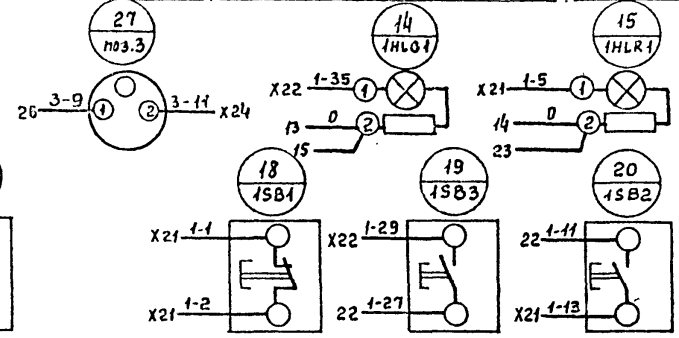 27
поз.3
26 3-9 1 2 3-11 X24
14
1HLG1
X22 1-35 1
13 0 2
15
15
1HLR1
X21 1-5 1
14 0 2
23
18
1SB1
X21 1-1
X21 1-2
19
1SB3
X22 1-29
22 1-27
20
1SB2
22 1-11
X21 1-13